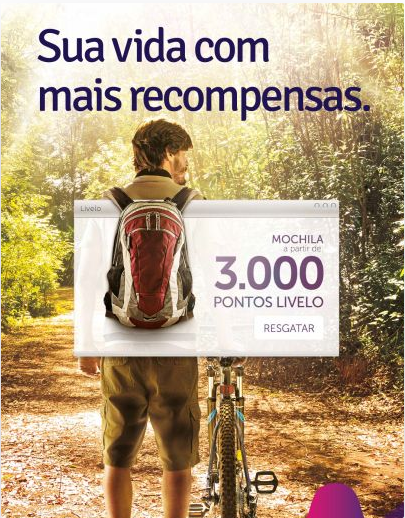 Sua vida com
mais recompensas.
Livelo
MOCHILA
a partir de:
3.000
PONTOS LIVELO
RESGATAR